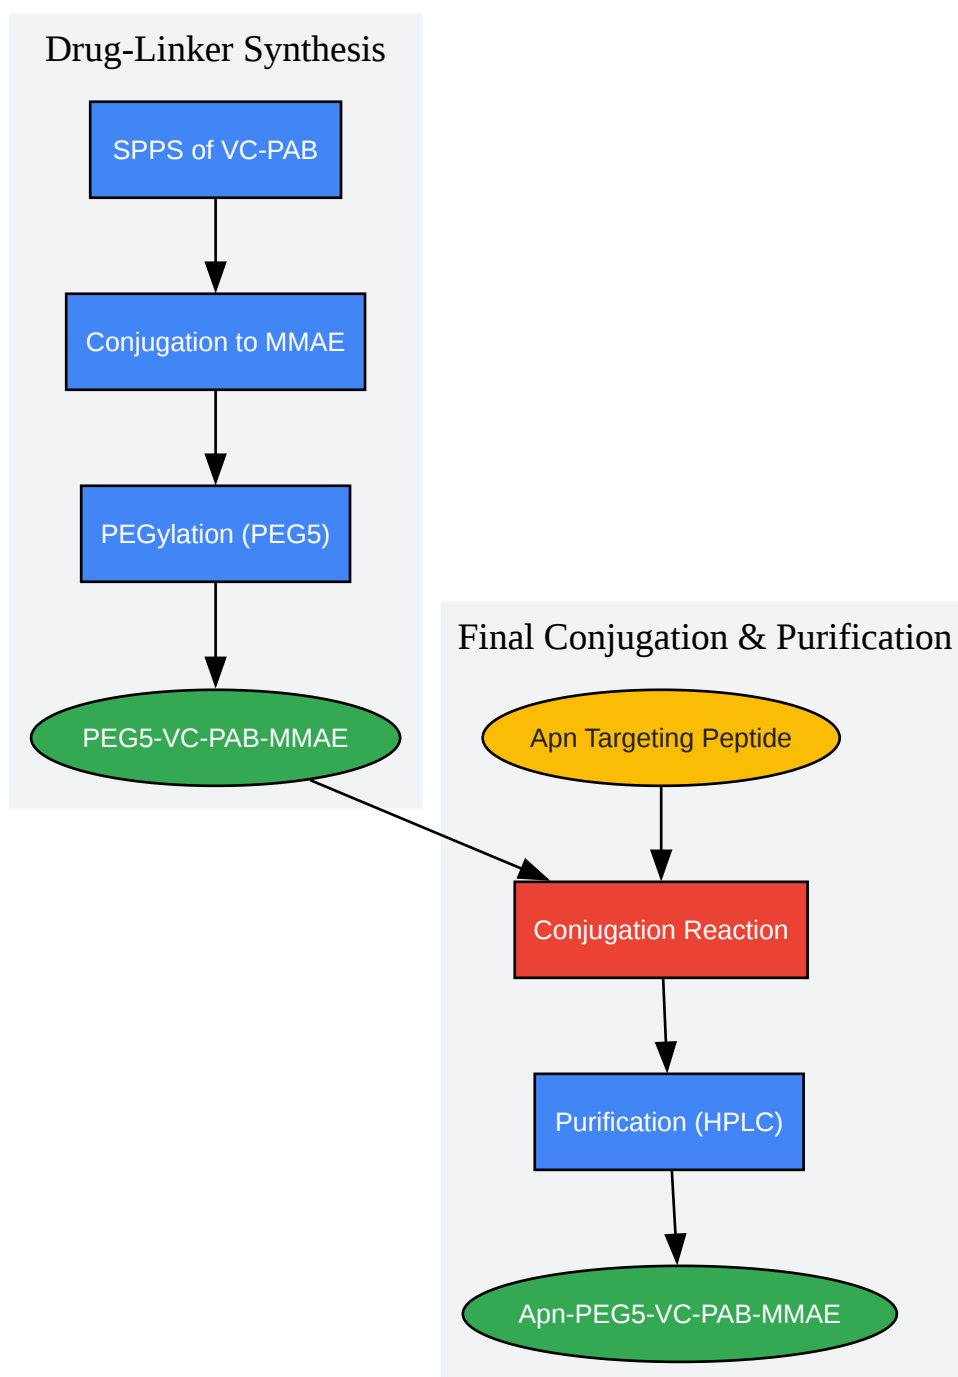 Drug-Linker Synthesis
SPPS of VC-PAB
Conjugation to MMAE
PEGylation (PEG5)
PEG5-VC-PAB-MMAE
Final Conjugation & Purification
Apn Targeting Peptide
Conjugation Reaction
Purification (HPLC)
Apn-PEG5-VC-PAB-MMAE